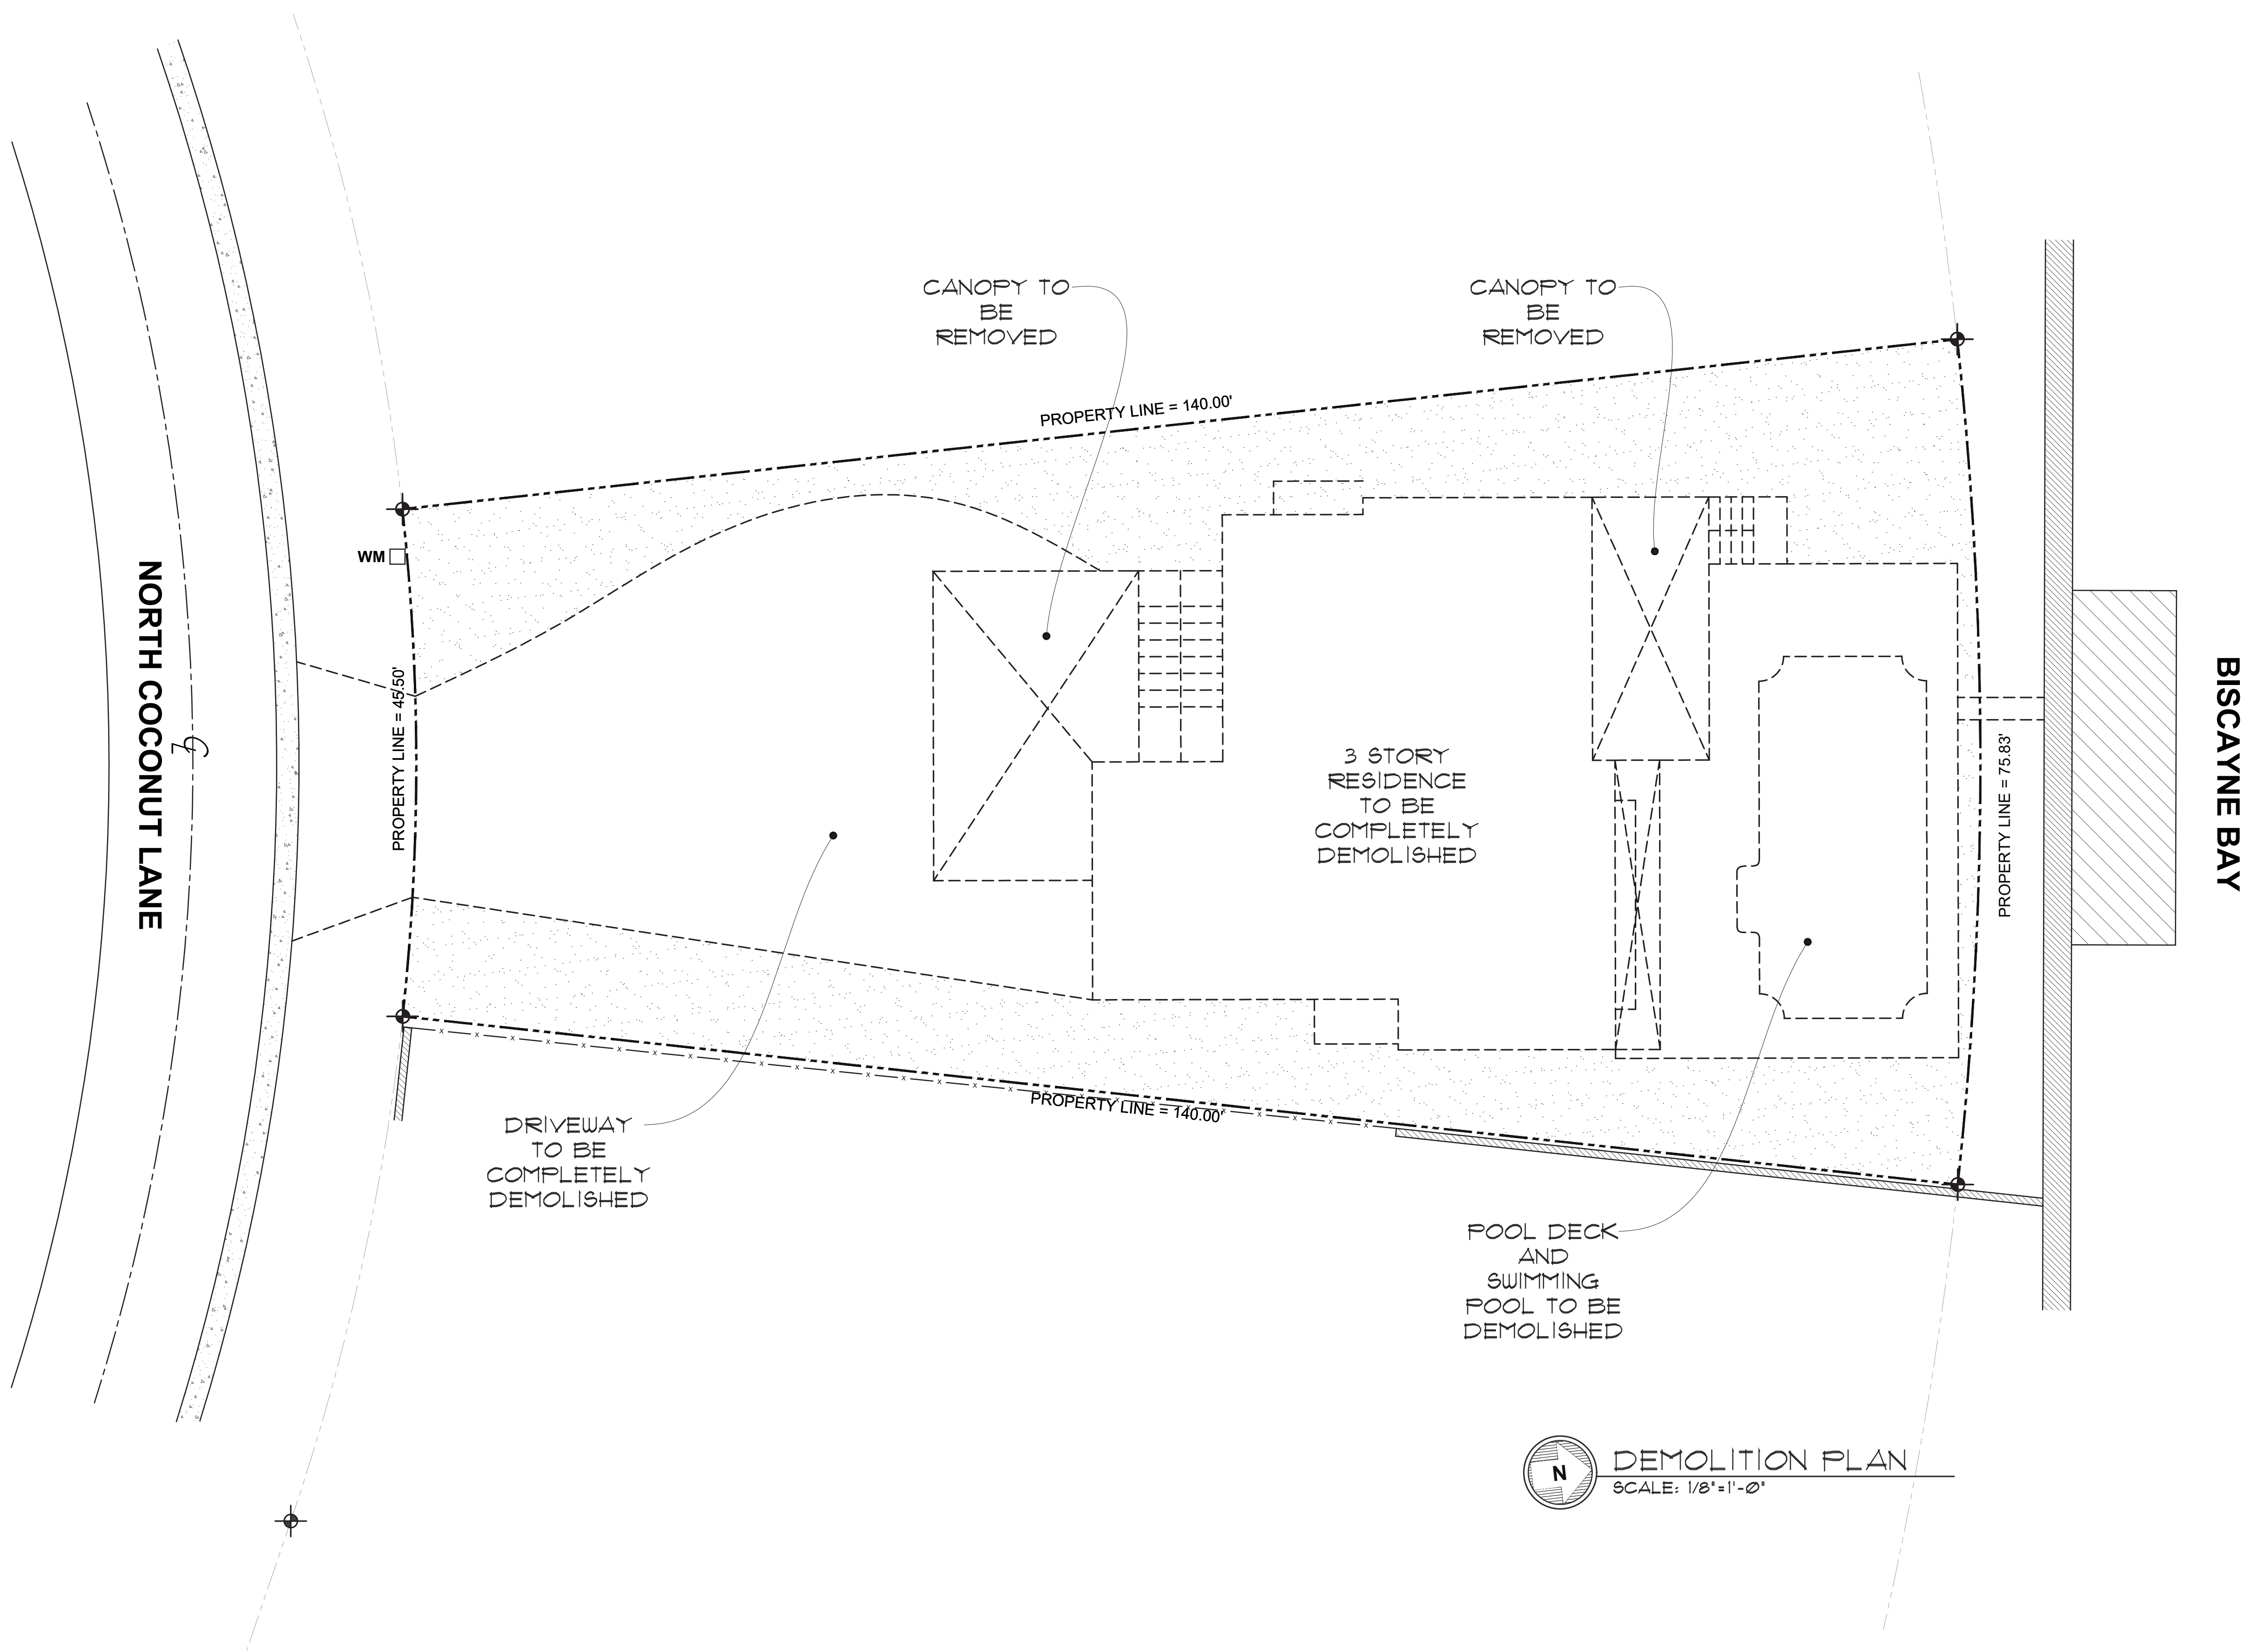 CANOPY TO
BE
REMOVED
CANOPY TO
BE
REMOVED
PROPERTY LINE = 140.00'
WM
PROPERTY LINE = 45.50'
NORTH COCONUT LANE
3 STORY
RESIDENCE
TO BE
COMPLETELY
DEMOLISHED
PROPERTY LINE = 75.83'
BISCAYNE BAY
PROPERTY LINE = 140.00'
DRIVEWAY
TO BE
COMPLETELY
DEMOLISHED
POOL DECK
AND
SWIMMING
POOL TO BE
DEMOLISHED
N
DEMOLITION PLAN
SCALE: 1/8"=1'-0"